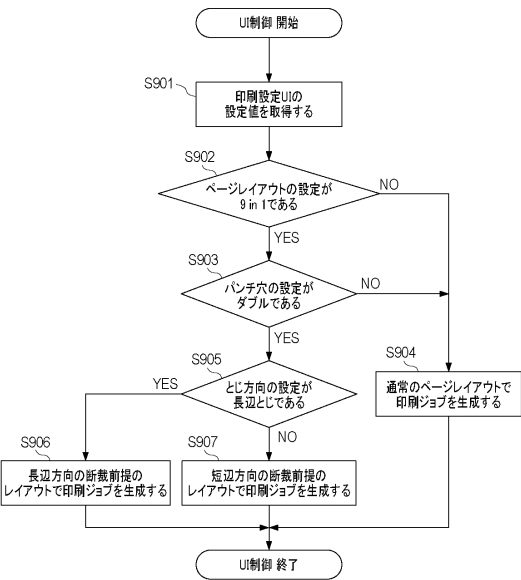 UI制御 開始
S901
印刷設定UIの
設定値を取得する
S902
ページレイアウトの設定が
9 in 1である
NO
YES
S903
パンチ穴の設定が
ダブルである
NO
YES
S905
とじ方向の設定が
長辺とじである
YES
NO
S904
通常のページレイアウトで
印刷ジョブを生成する
S906
長辺方向の断裁前提の
レイアウトで印刷ジョブを生成する
S907
短辺方向の断裁前提の
レイアウトで印刷ジョブを生成する
UI制御 終了